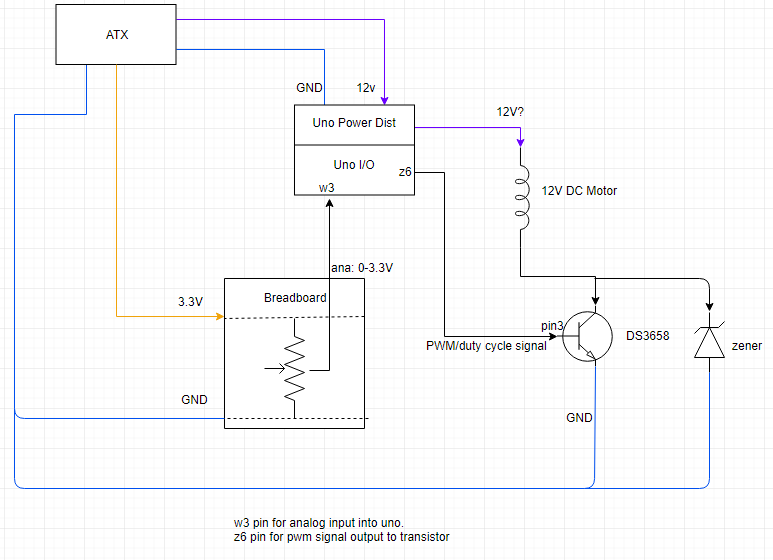 ATX
GND
12v
Uno Power Dist
12V?
Uno I/O
z6
w3
12V DC Motor
ana: 0-3.3V
Breadboard
3.3V
pin3
DS3658
PWM/duty cycle signal
zener
GND
GND
w3 pin for analog input into uno.
z6 pin for pwm signal output to transistor